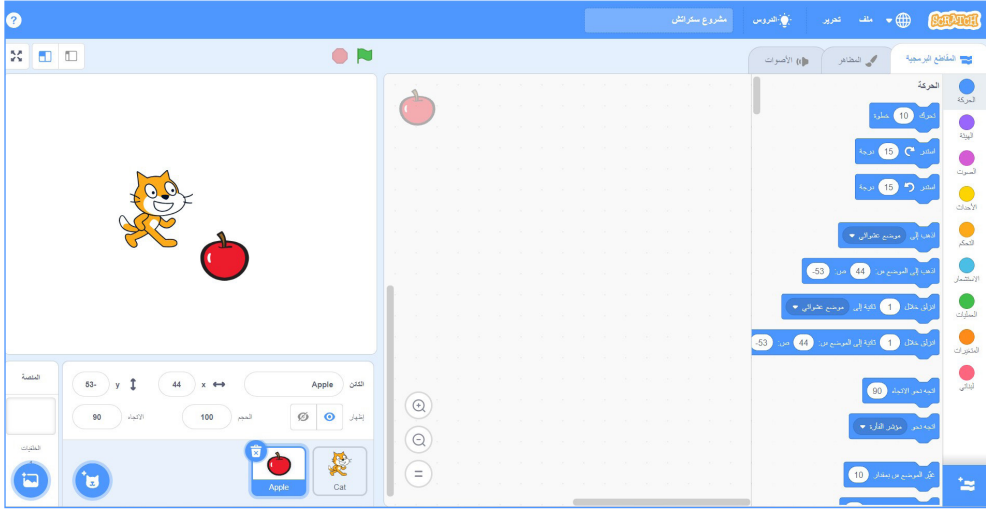 SCRATCH
ملف
تحرير
الدروس
مشروع سكراتش
?
المقاطع البرمجية
المظاهر
الأصوات
الحركة
الهيئة
الصوت
الأحداث
التحكم
الاستشعار
العمليات
المتغيرات
لبناتي
الحركة
تحرك 10 خطوة
استدر 15 درجة
استدر 15 درجة
اذهب إلى موضع عشوائي
اذهب إلى الموضع س: 44 ص: -53
انزلق خلال 1 ثانية إلى موضع عشوائي
انزلق خلال 1 ثانية إلى الموضع س: 44 ص: -53
اتجه نحو الاتجاه 90
اتجه نحو مؤشر الفأرة
غيّر الموضع س بمقدار 10
الكائن Apple x 44 y -53
إظهار الحجم 100 الاتجاه 90
Cat
Apple
المنصة
الخلفيات